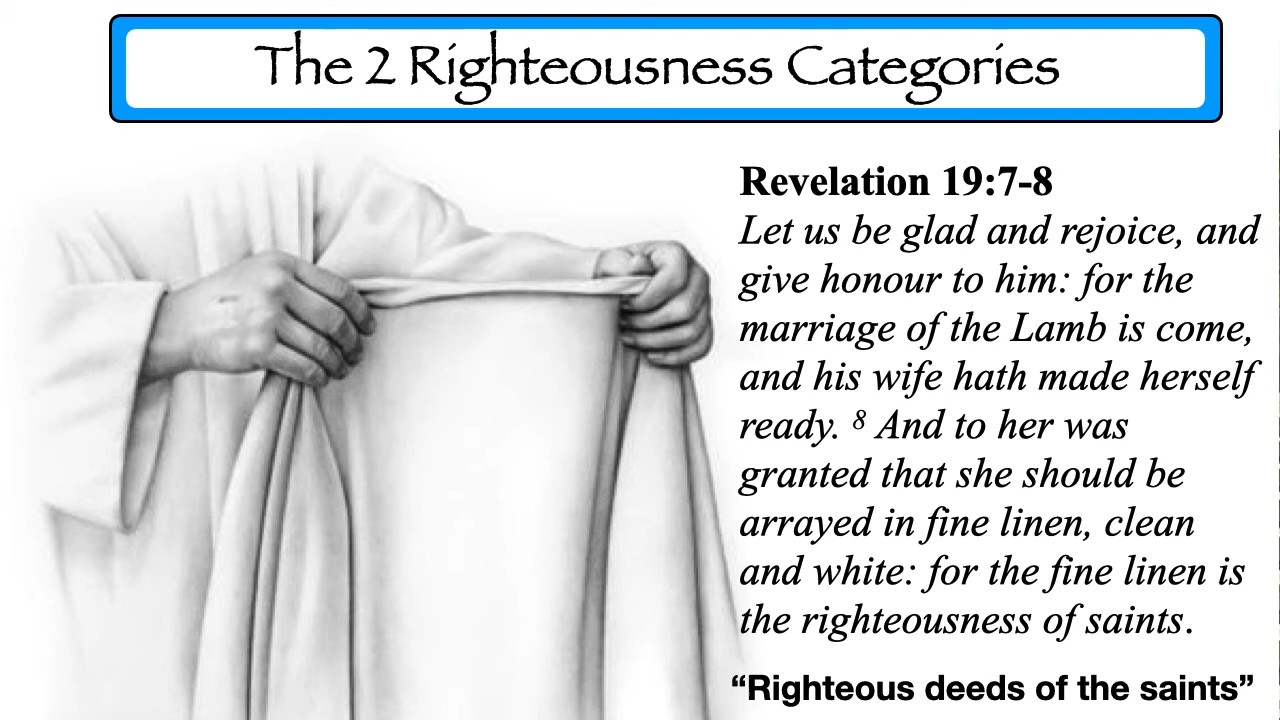 The 2 Righteousness Categories
Revelation 19:7-8
Let us be glad and rejoice, and
give honour to him: for the
marriage of the Lamb is come,
and his wife hath made herself
ready. ⁸ And to her was
granted that she should be
arrayed in fine linen, clean
and white: for the fine linen is
the righteousness of saints.
“Righteous deeds of the saints”